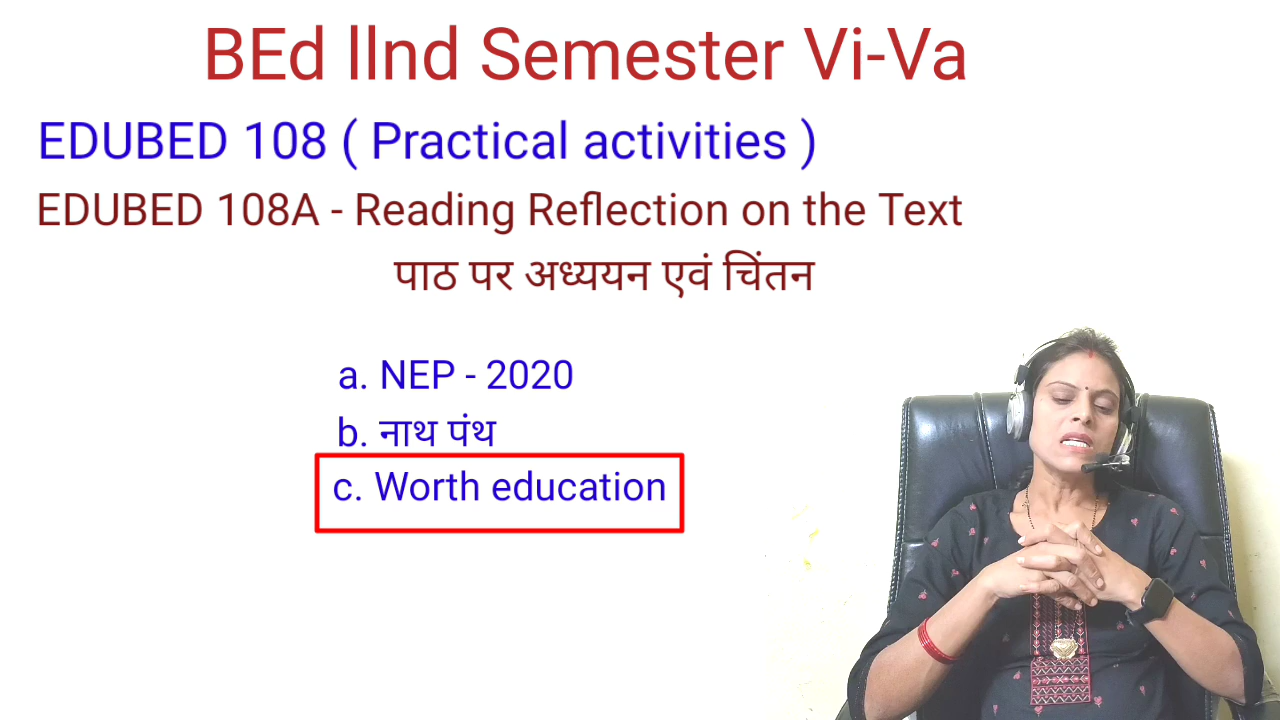 BEd llnd Semester Vi-Va
EDUBED 108 ( Practical activities )
EDUBED 108A - Reading Reflection on the Text
पाठ पर अध्ययन एवं चिंतन
a. NEP - 2020
b. नाथ पंथ
c. Worth education